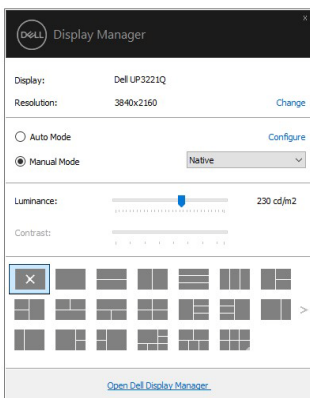 DELL Display Manager
Display: Dell UP3221Q
Resolution: 3840x2160 Change
Auto Mode Configure
Manual Mode Native
Luminance: 230 cd/m2
Contrast:
Open Dell Display Manager